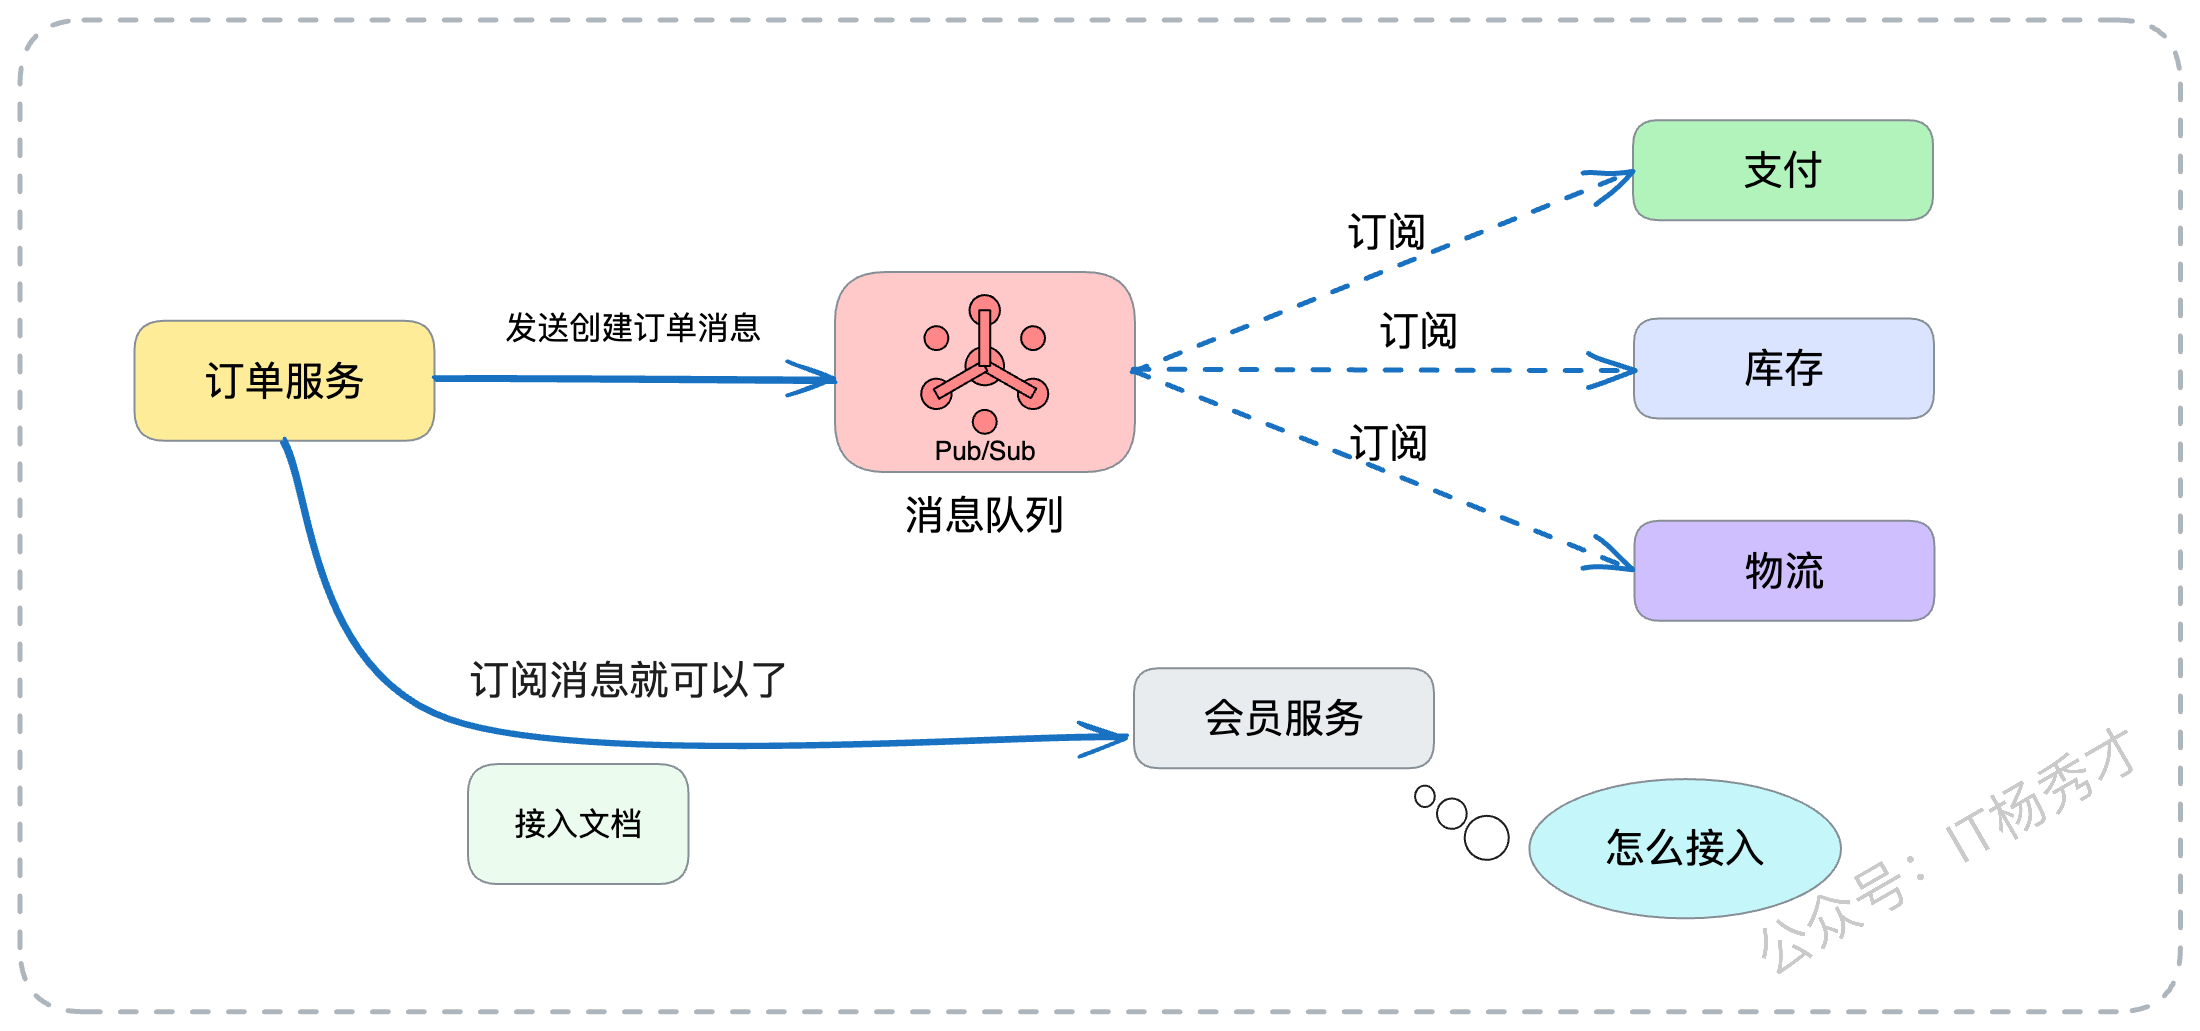 支付
订阅
发送创建订单消息
订阅
订单服务
库存
Pub/Sub
订阅
消息队列
物流
订阅消息就可以了
会员服务
接入文档
怎么接入
公众号：IT杨秀才